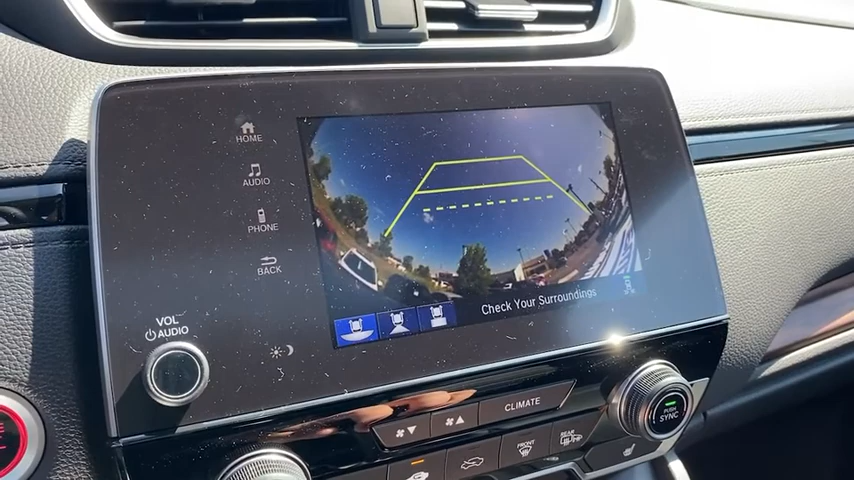 HOME
AUDIO
PHONE
BACK
VOL
AUDIO
Check Your Surroundings
CLIMATE
PUSH
SYNC
FRONT
REAR